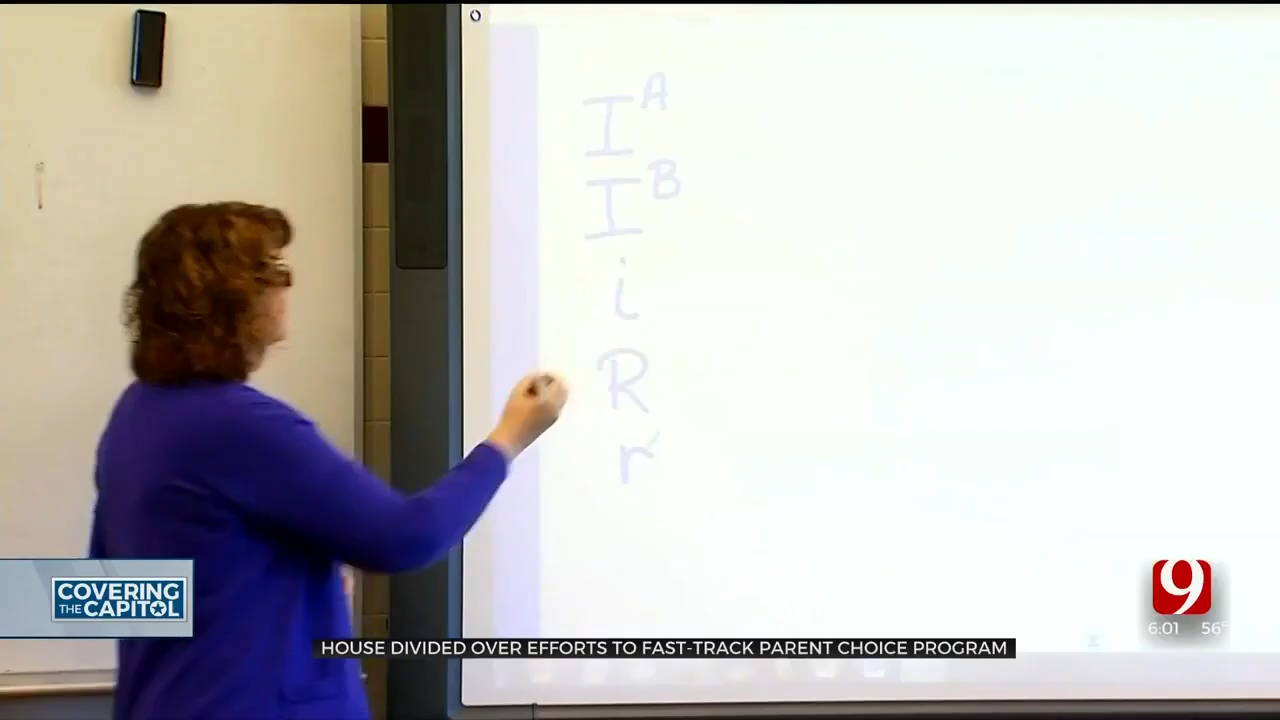 I^A
I^B
i
R
r
COVERING
THE CAPITOL
9
6:01 56°
HOUSE DIVIDED OVER EFFORTS TO FAST-TRACK PARENT CHOICE PROGRAM